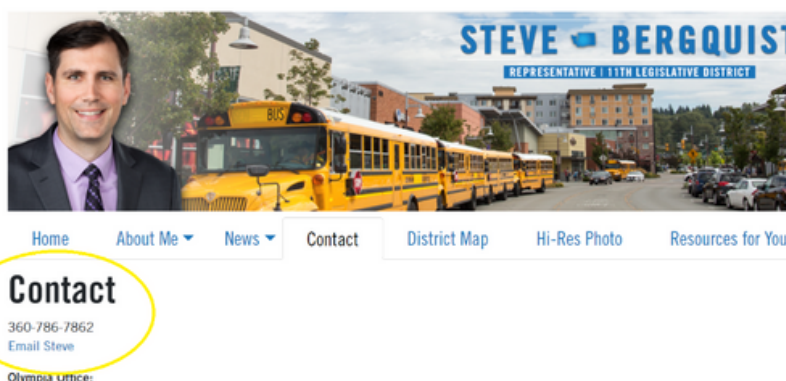 STEVE BERGQUIST
REPRESENTATIVE | 11TH LEGISLATIVE DISTRICT
BUS
Home About Me News Contact District Map Hi-Res Photo Resources for You
Contact
360-786-7862
Email Steve
Olympia Office: